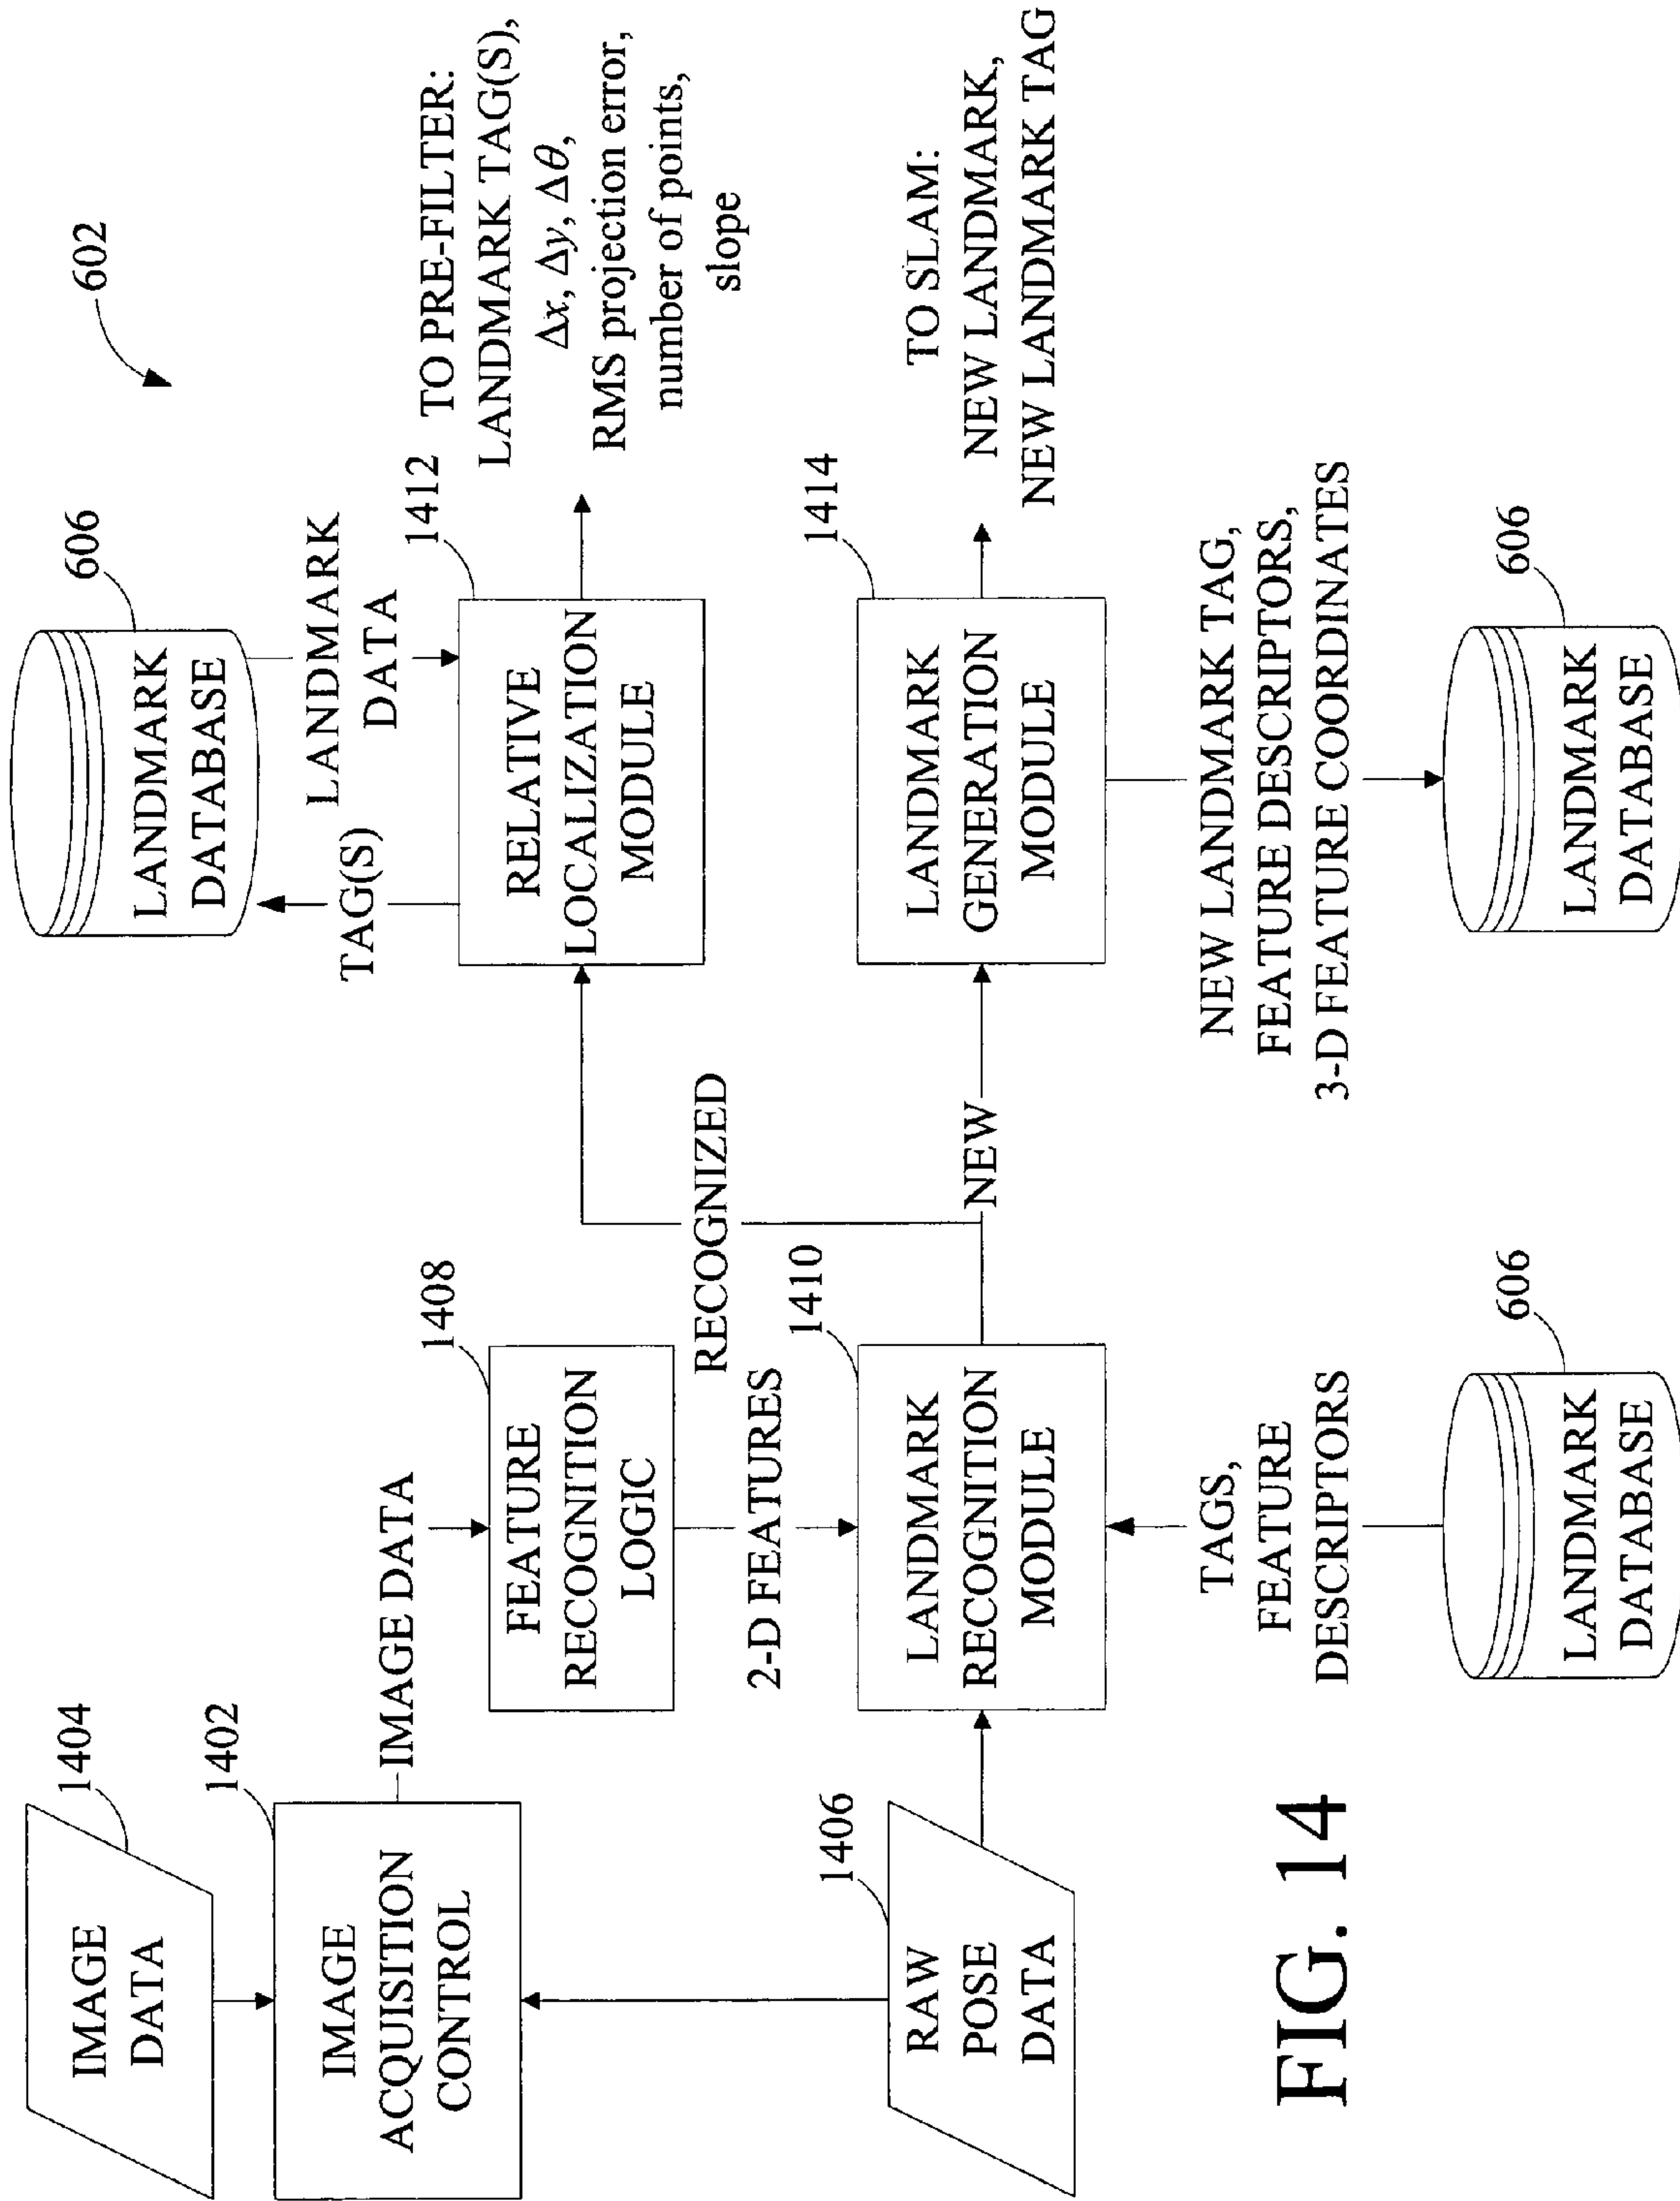 602
IMAGE
DATA
1404
IMAGE
ACQUISITION
CONTROL
1402
IMAGE DATA
RAW
POSE
DATA
1406
FEATURE
RECOGNITION
LOGIC
1408
2-D FEATURES
LANDMARK
RECOGNITION
MODULE
1410
TAGS,
FEATURE
DESCRIPTORS
LANDMARK
DATABASE
606
RECOGNIZED
NEW
LANDMARK
DATABASE
606
TAG(S)
LANDMARK
DATA
RELATIVE
LOCALIZATION
MODULE
1412
TO PRE-FILTER:
LANDMARK TAG(S),
Δx, Δy, Δθ,
RMS projection error,
number of points,
slope
LANDMARK
GENERATION
MODULE
1414
TO SLAM:
NEW LANDMARK,
NEW LANDMARK TAG
NEW LANDMARK TAG,
FEATURE DESCRIPTORS,
3-D FEATURE COORDINATES
LANDMARK
DATABASE
606
FIG. 14